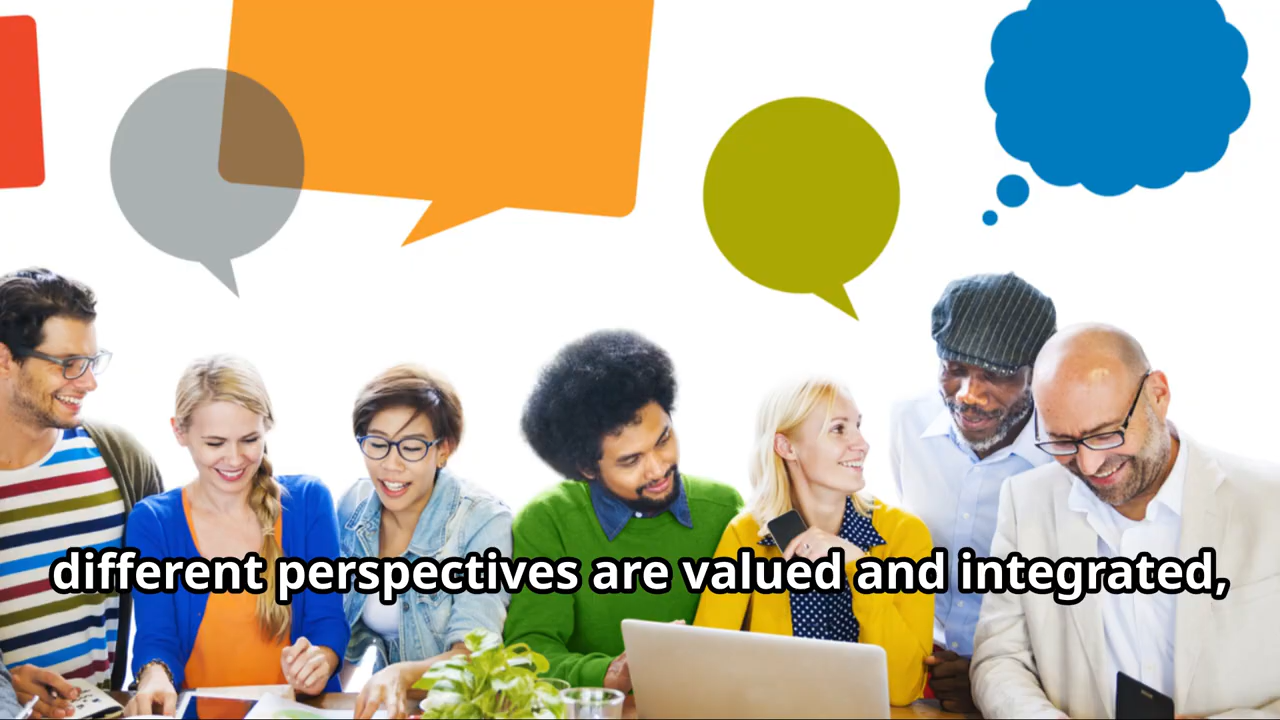 different perspectives are valued and integrated,